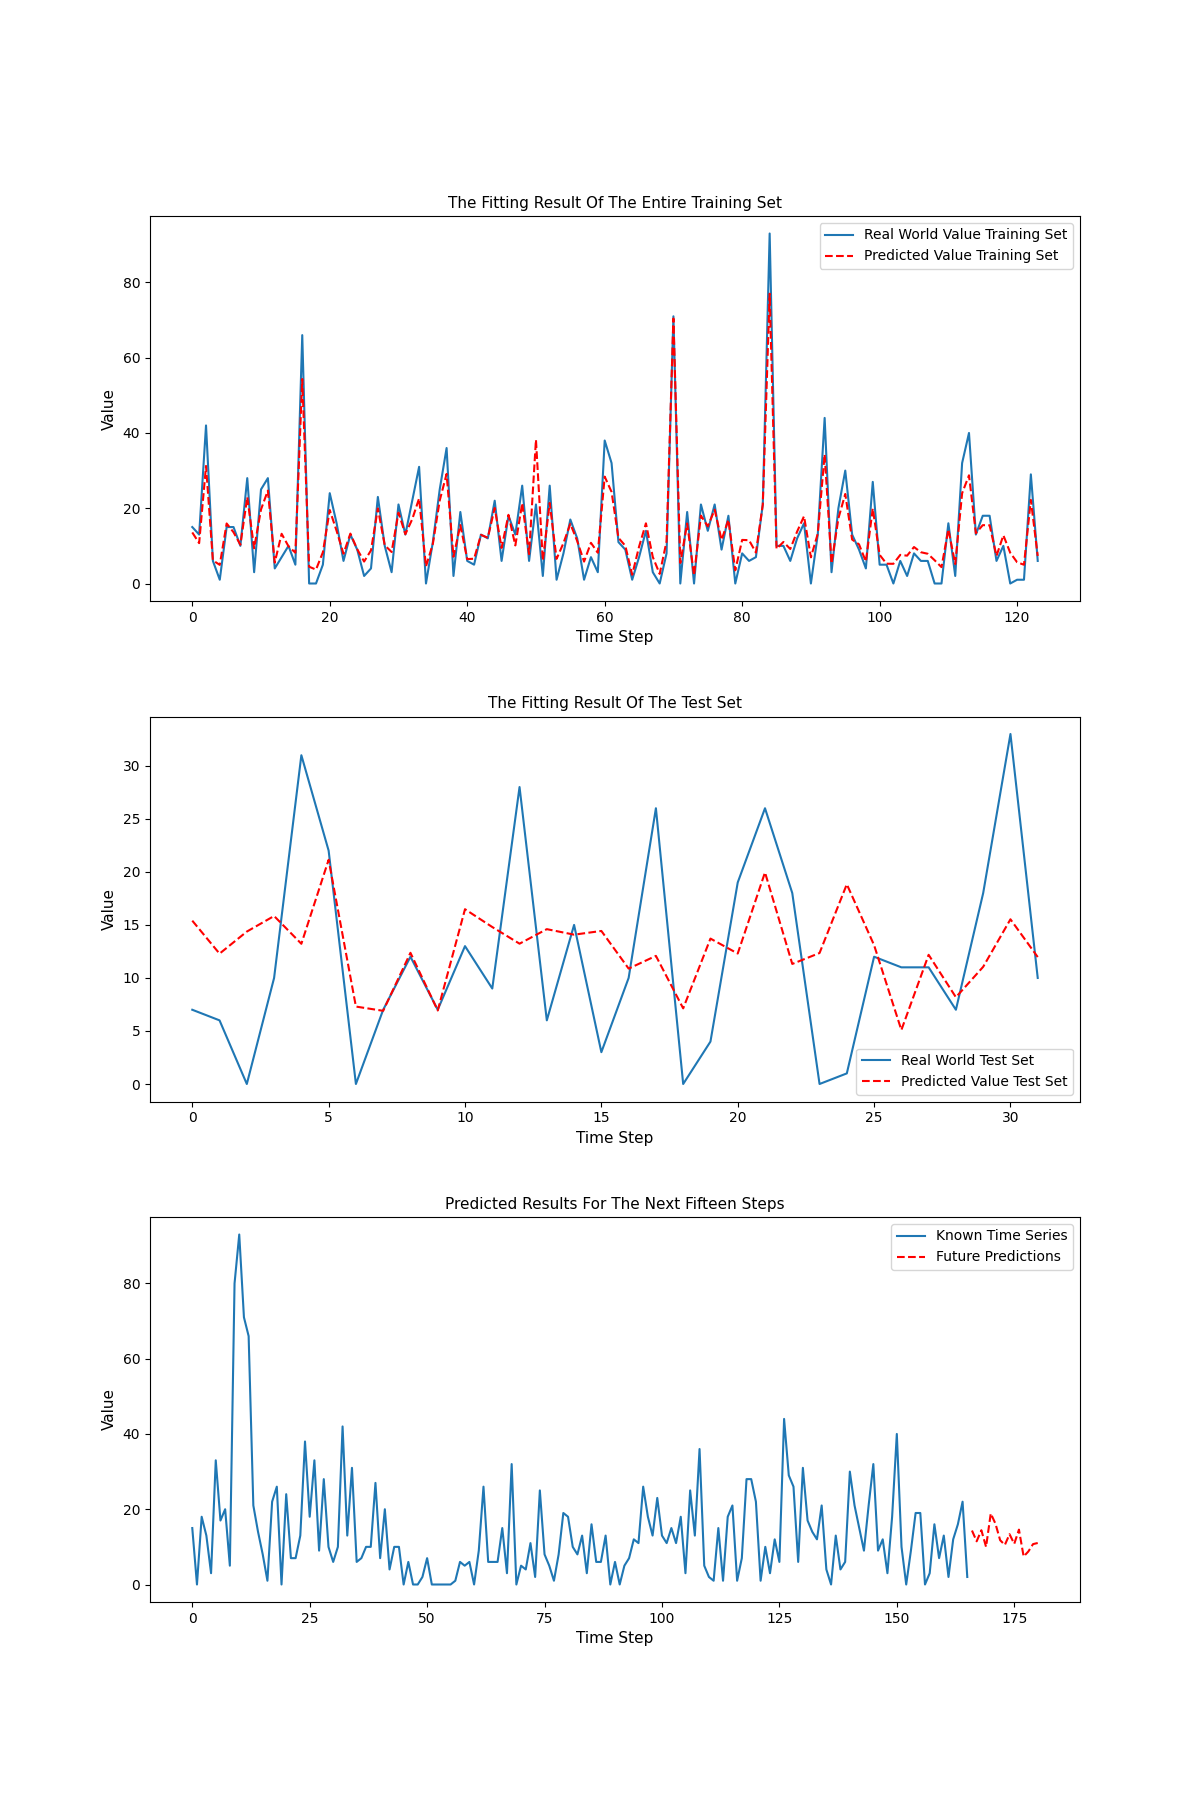 The Fitting Result Of The Entire Training Set
Real World Value Training Set
Predicted Value Training Set
Value
80
60
40
20
0
0 20 40 60 80 100 120
Time Step
The Fitting Result Of The Test Set
Value
30
25
20
15
10
5
0
Real World Test Set
Predicted Value Test Set
0 5 10 15 20 25 30
Time Step
Predicted Results For The Next Fifteen Steps
Known Time Series
Future Predictions
Value
80
60
40
20
0
0 25 50 75 100 125 150 175
Time Step